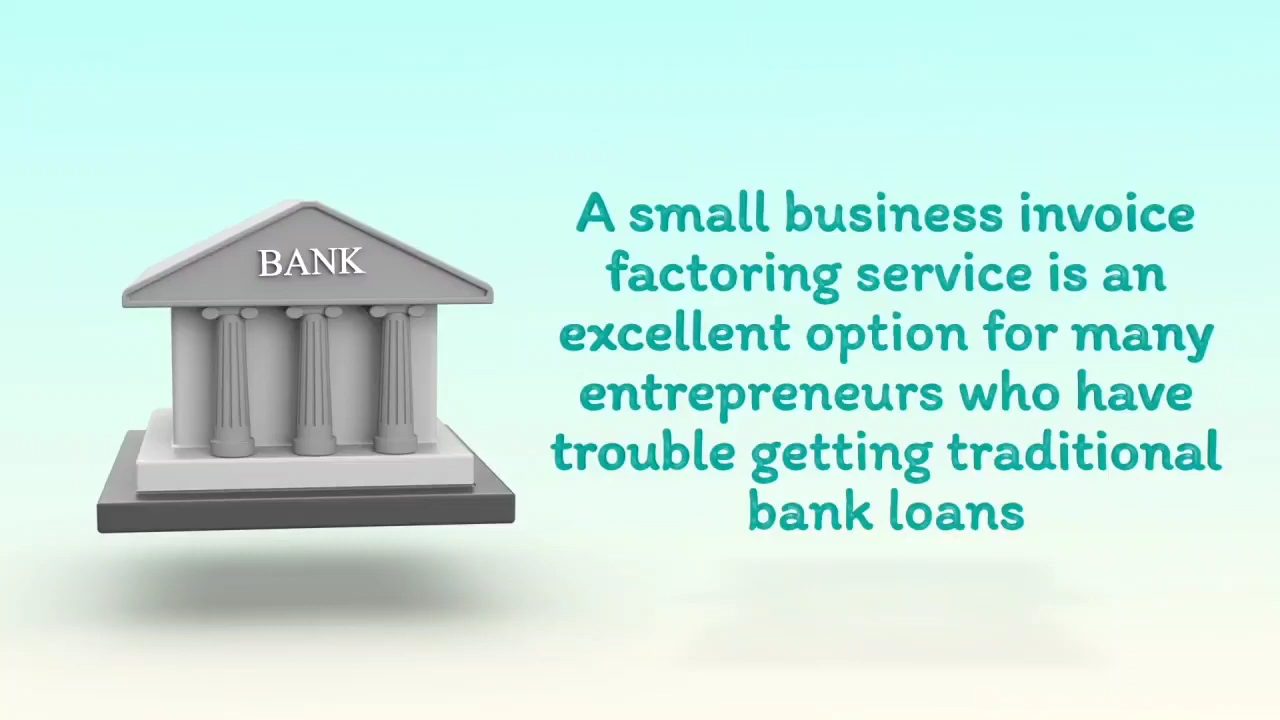 BANK
A small business invoice
factoring service is an
excellent option for many
entrepreneurs who have
trouble getting traditional
bank loans